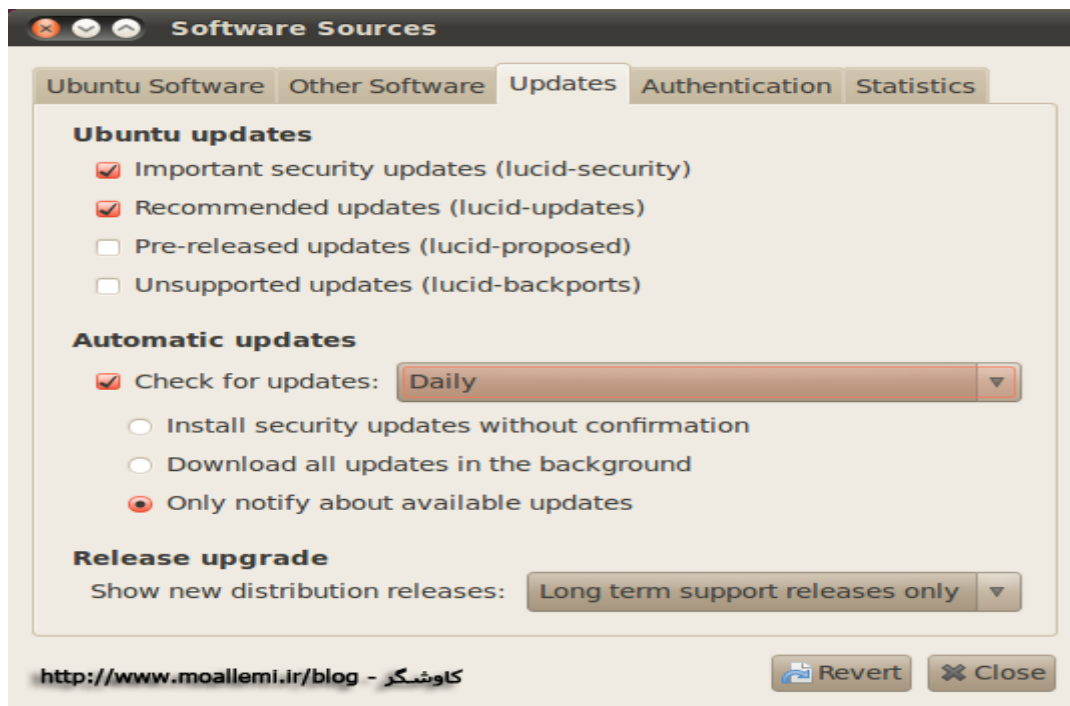 Software Sources
Ubuntu Software Other Software Updates Authentication Statistics
Ubuntu updates
Important security updates (lucid-security)
Recommended updates (lucid-updates)
Pre-released updates (lucid-proposed)
Unsupported updates (lucid-backports)
Automatic updates
Check for updates: Daily
Install security updates without confirmation
Download all updates in the background
Only notify about available updates
Release upgrade
Show new distribution releases: Long term support releases only
http://www.moallemi.ir/blog - کاوشگر
Revert Close